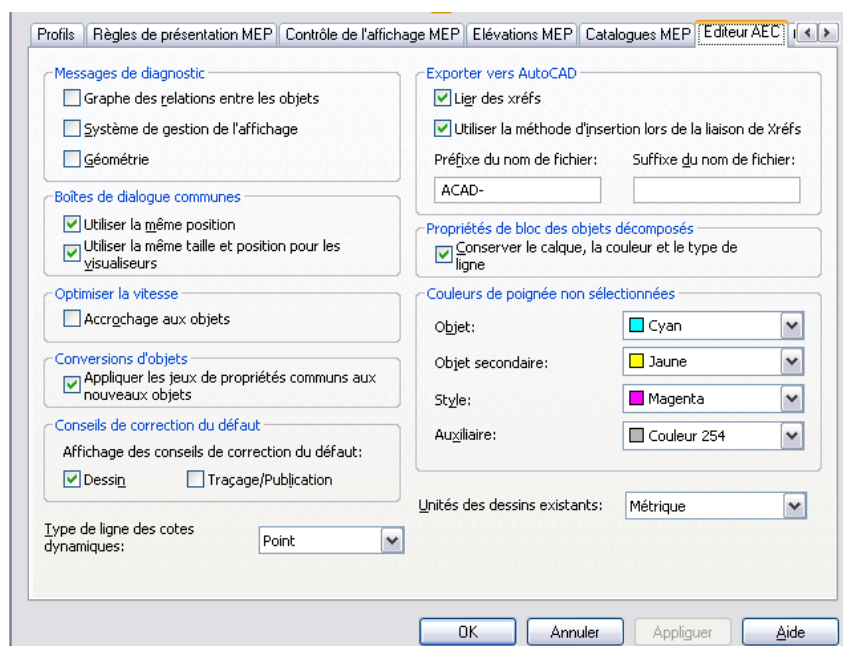 Profils
Règles de présentation MEP
Contrôle de l'affichage MEP
Elévations MEP
Catalogues MEP
Editeur AEC
Messages de diagnostic
Graphe des relations entre les objets
Système de gestion de l'affichage
Géométrie
Boîtes de dialogue communes
Utiliser la même position
Utiliser la même taille et position pour les
visualiseurs
Optimiser la vitesse
Accrochage aux objets
Conversions d'objets
Appliquer les jeux de propriétés communs aux
nouveaux objets
Conseils de correction du défaut
Affichage des conseils de correction du défaut:
Dessin
Traçage/Publication
Type de ligne des cotes
dynamiques:
Point
Exporter vers AutoCAD
Lier des xréfs
Utiliser la méthode d'insertion lors de la liaison de Xréfs
Préfixe du nom de fichier:
Suffixe du nom de fichier:
ACAD-
Propriétés de bloc des objets décomposés
Conserver le calque, la couleur et le type de
ligne
Couleurs de poignée non sélectionnées
Objet:
Cyan
Objet secondaire:
Jaune
Style:
Magenta
Auxiliaire:
Couleur 254
Unités des dessins existants:
Métrique
OK
Annuler
Appliquer
Aide